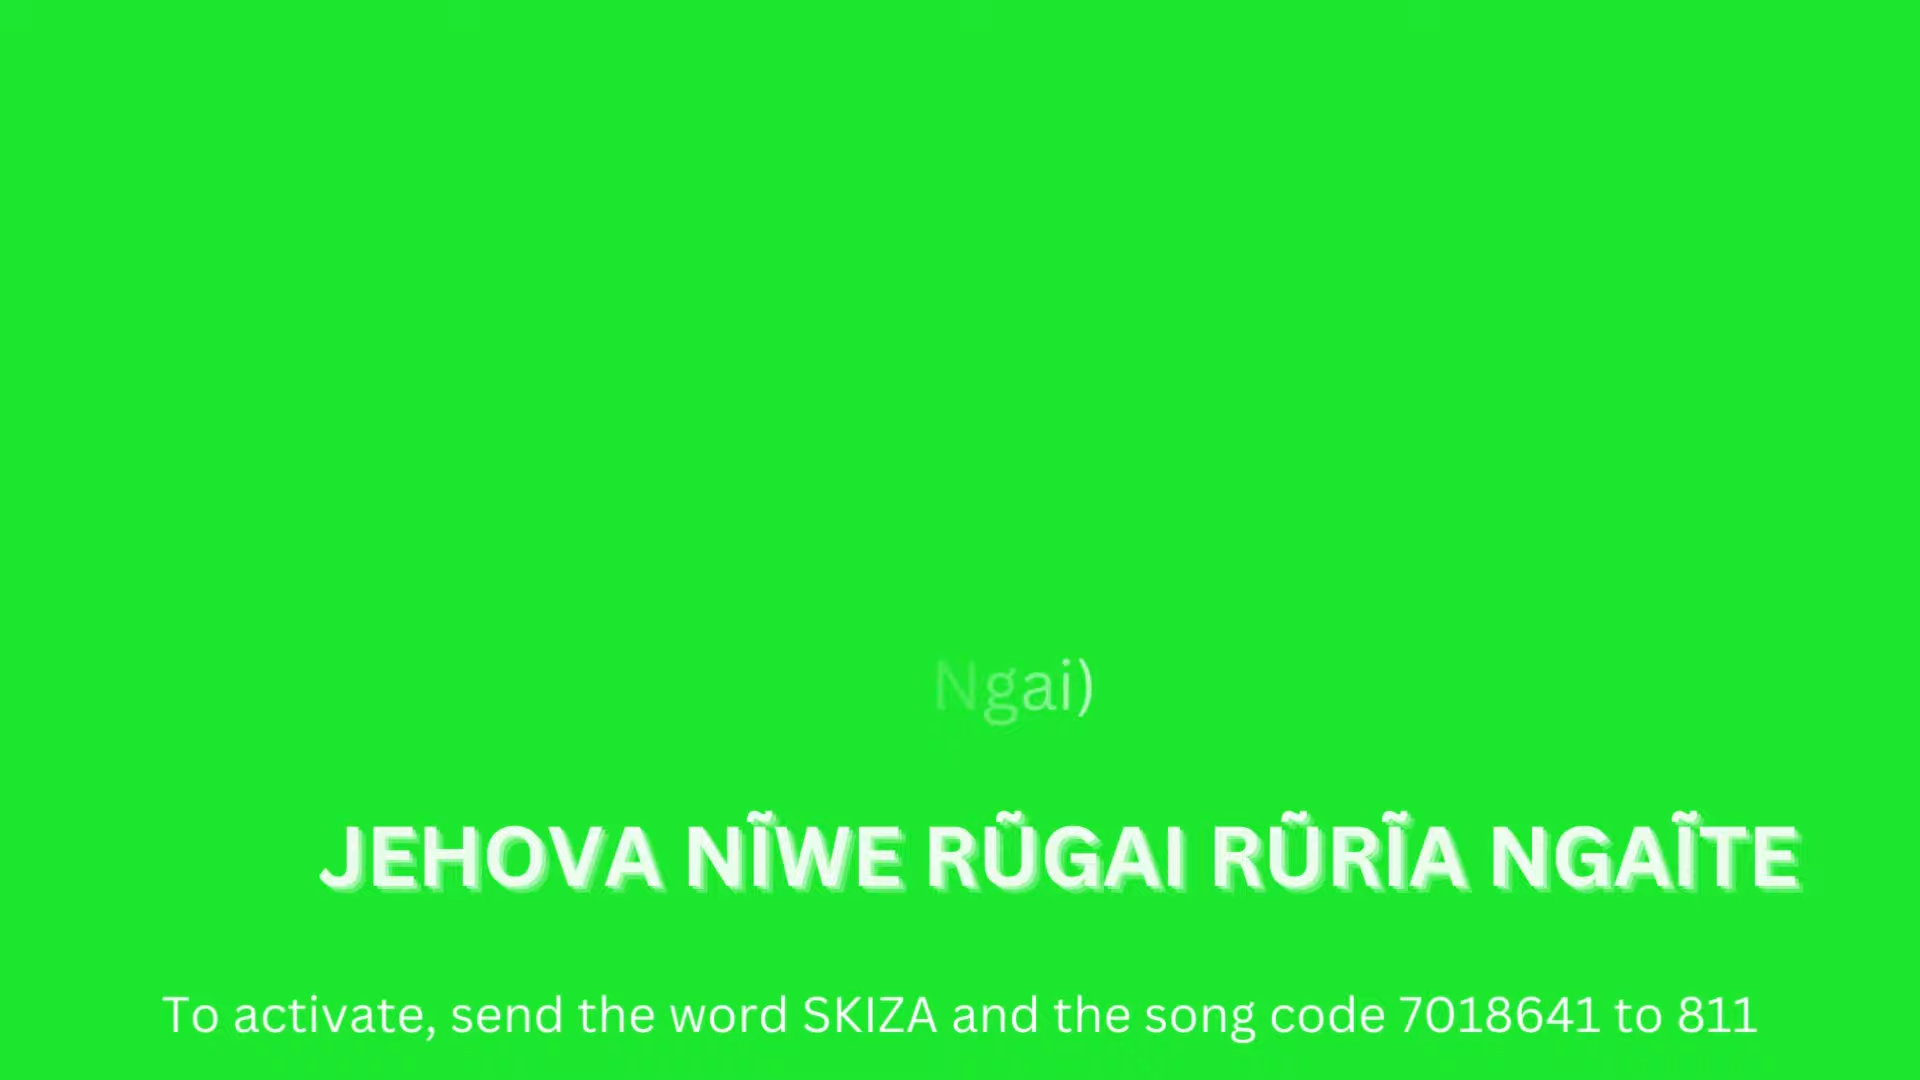 Ngai)
JEHOVA NĨWE RŨGAI RŨRĨA NGAĨTE
To activate, send the word SKIZA and the song code 7018641 to 811